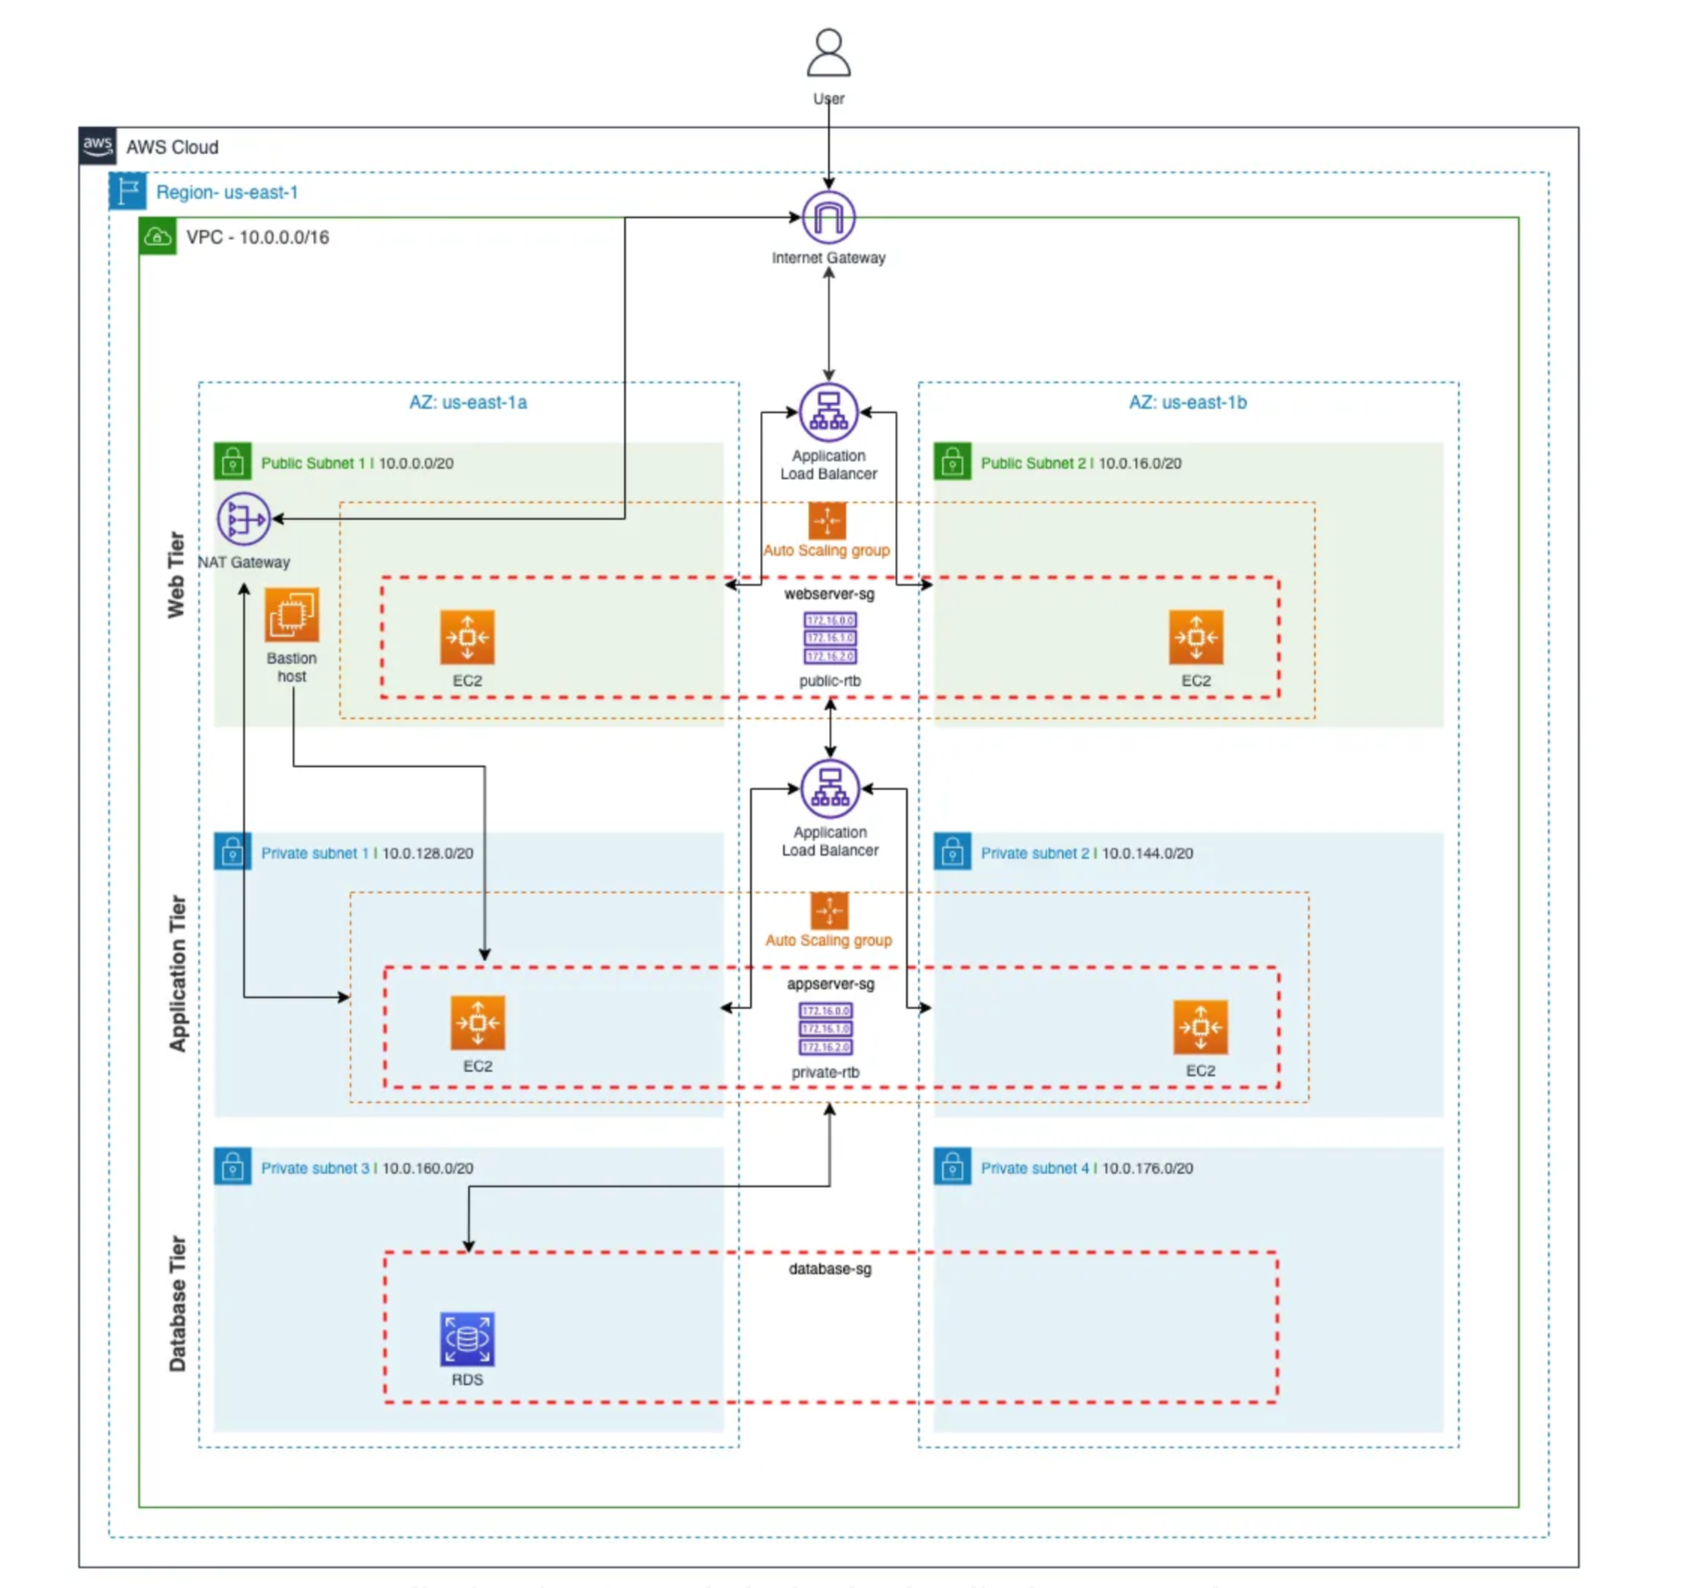 User
aws
AWS Cloud
Region- us-east-1
VPC - 10.0.0.0/16
Internet Gateway
AZ: us-east-1a
AZ: us-east-1b
Application
Load Balancer
Public Subnet 1 | 10.0.0.0/20
Public Subnet 2 | 10.0.16.0/20
Web Tier
NAT Gateway
Auto Scaling group
Bastion
host
webserver-sg
172.16.0.0
172.16.1.0
172.16.2.0
EC2
public-rtb
EC2
Application
Load Balancer
Private subnet 1 | 10.0.128.0/20
Private subnet 2 | 10.0.144.0/20
Application Tier
Auto Scaling group
appserver-sg
172.16.0.0
172.16.1.0
172.16.2.0
EC2
private-rtb
EC2
Private subnet 3 | 10.0.160.0/20
Private subnet 4 | 10.0.176.0/20
Database Tier
database-sg
RDS